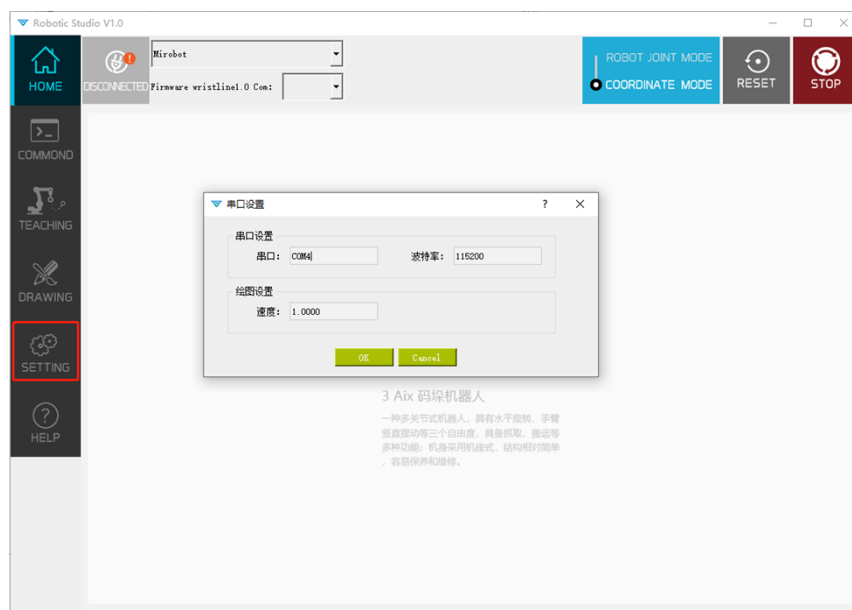 Robotic Studio V1.0
HOME
DISCONNECTED
Mirobot
Firmware wristline1.0 Com:
ROBOT JOINT MODE
COORDINATE MODE
RESET
STOP
COMMOND
TEACHING
DRAWING
SETTING
HELP
串口设置
串口设置
串口: COM4
波特率: 115200
绘图设置
速度: 1.0000
OK
Cancel
3 Aix 码垛机器人
一种多关节式机器人，具有水平旋转、手臂
竖直摆动等三个自由度，具备抓取、搬运等
多种功能；机身采用机座式，结构相对简单
，容易保养和维修。